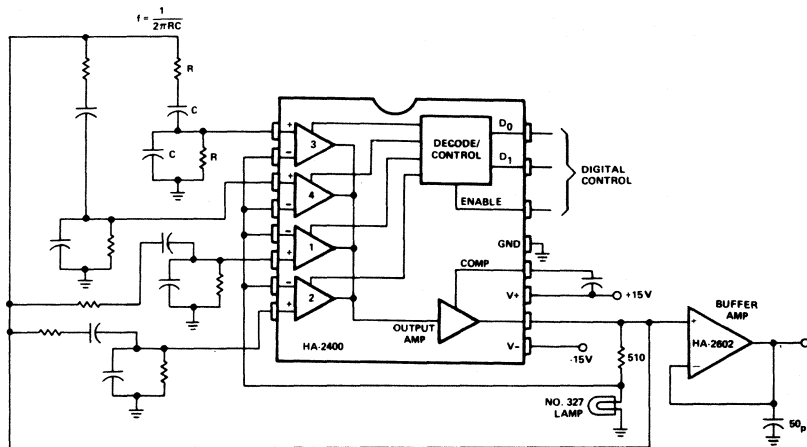 f = 1/2πRC
R
C
C
R
+
-
3
+
-
4
-
+
1
-
+
2
DECODE/
CONTROL
D0
D1
ENABLE
DIGITAL
CONTROL
GND
COMP
V+
+15V
OUTPUT
AMP
HA-2400
V-
-15V
510
NO. 327
LAMP
BUFFER
AMP
+
HA-2602
-
50p